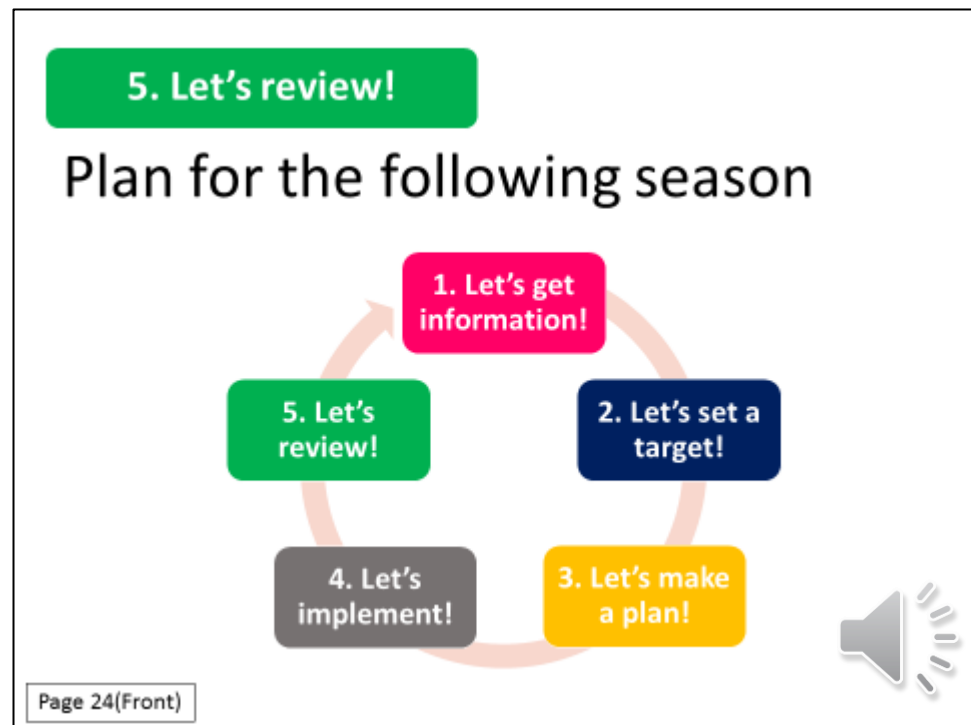 5. Let's review!
Plan for the following season
1. Let's get
information!
2. Let's set a
target!
3. Let's make
a plan!
4. Let's
implement!
5. Let's
review!
Page 24(Front)